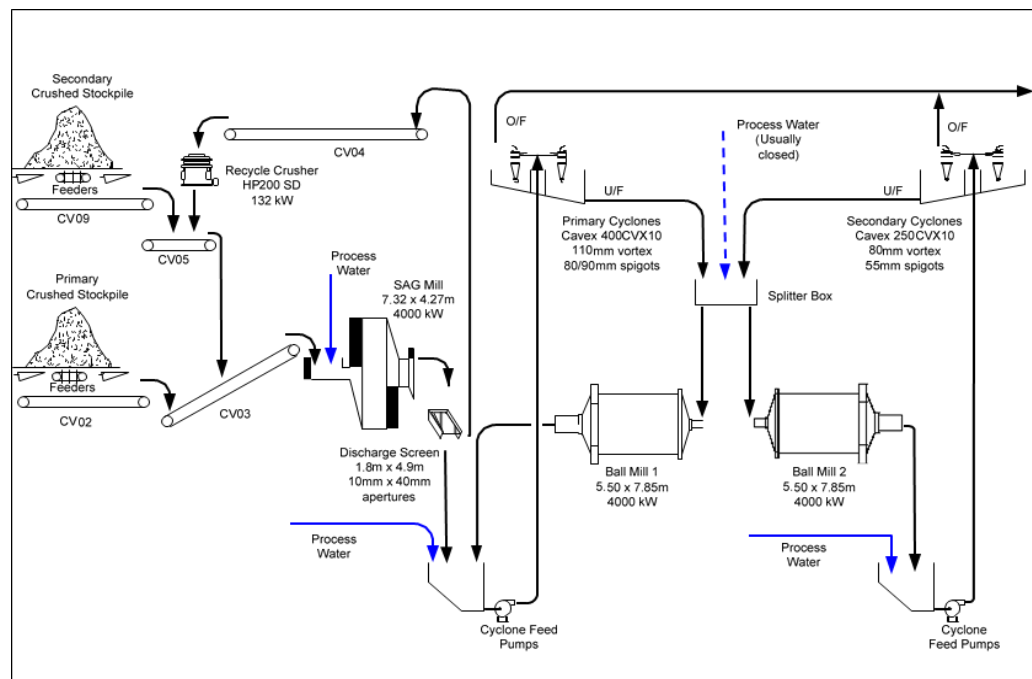 Secondary
Crushed Stockpile
Feeders
CV09
CV05
Primary
Crushed Stockpile
Feeders
CV02
CV03
CV04
Recycle Crusher
HP200 SD
132 kW
Process
Water
SAG Mill
7.32 x 4.27m
4000 kW
Discharge Screen
1.8m x 4.9m
10mm x 40mm
apertures
Process
Water
Cyclone Feed
Pumps
O/F
U/F
Primary Cyclones
Cavex 400CVX10
110mm vortex
80/90mm spigots
Process Water
(Usually
closed)
O/F
U/F
Secondary Cyclones
Cavex 250CVX10
80mm vortex
55mm spigots
Splitter Box
Ball Mill 1
5.50 x 7.85m
4000 kW
Ball Mill 2
5.50 x 7.85m
4000 kW
Process
Water
Cyclone
Feed Pumps